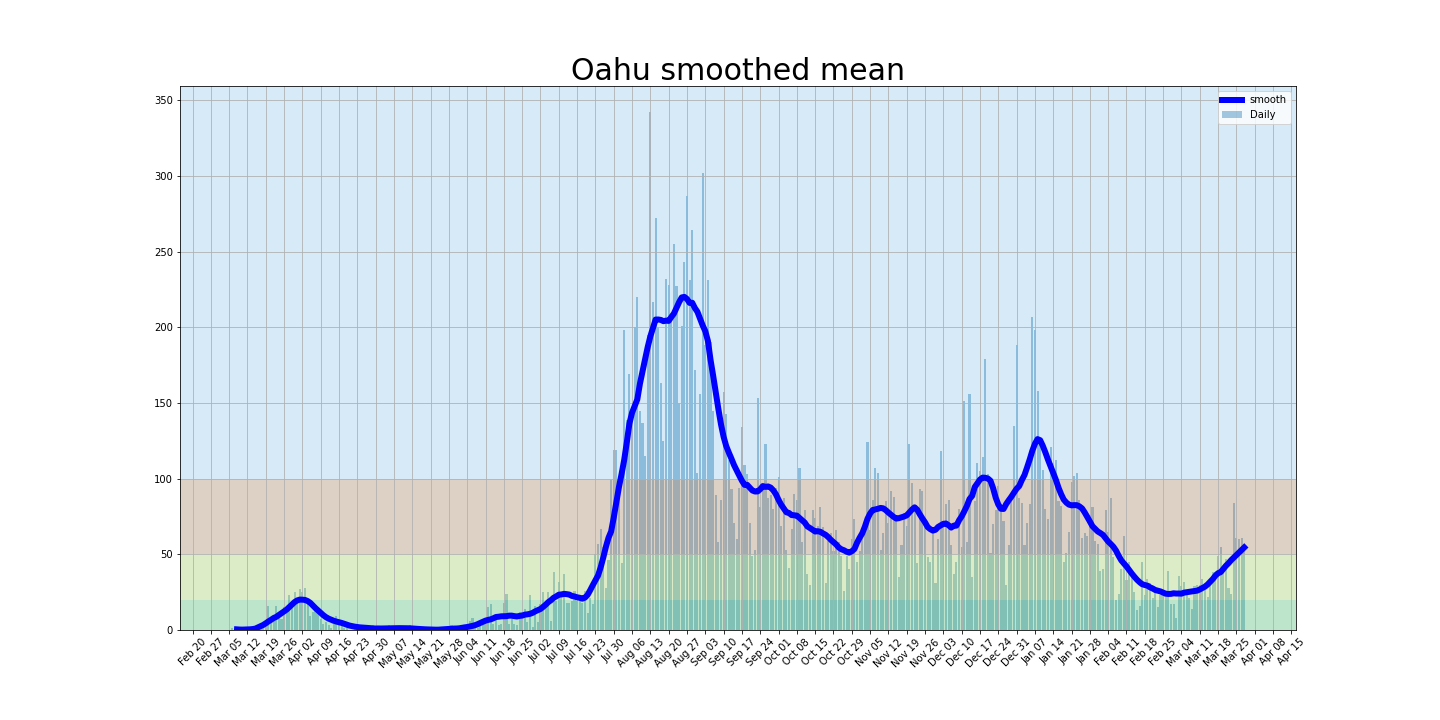 Oahu smoothed mean
smooth
Daily
350
300
250
200
150
100
50
0
Feb 20
Feb 27
Mar 05
Mar 12
Mar 19
Mar 26
Apr 02
Apr 09
Apr 16
Apr 23
Apr 30
May 07
May 14
May 21
May 28
Jun 04
Jun 11
Jun 18
Jun 25
Jul 02
Jul 09
Jul 16
Jul 23
Jul 30
Aug 06
Aug 13
Aug 20
Aug 27
Sep 03
Sep 10
Sep 17
Sep 24
Oct 01
Oct 08
Oct 15
Oct 22
Oct 29
Nov 05
Nov 12
Nov 19
Nov 26
Dec 03
Dec 10
Dec 17
Dec 24
Dec 31
Jan 07
Jan 14
Jan 21
Jan 28
Feb 04
Feb 11
Feb 18
Feb 25
Mar 04
Mar 11
Mar 18
Mar 25
Apr 01
Apr 08
Apr 15